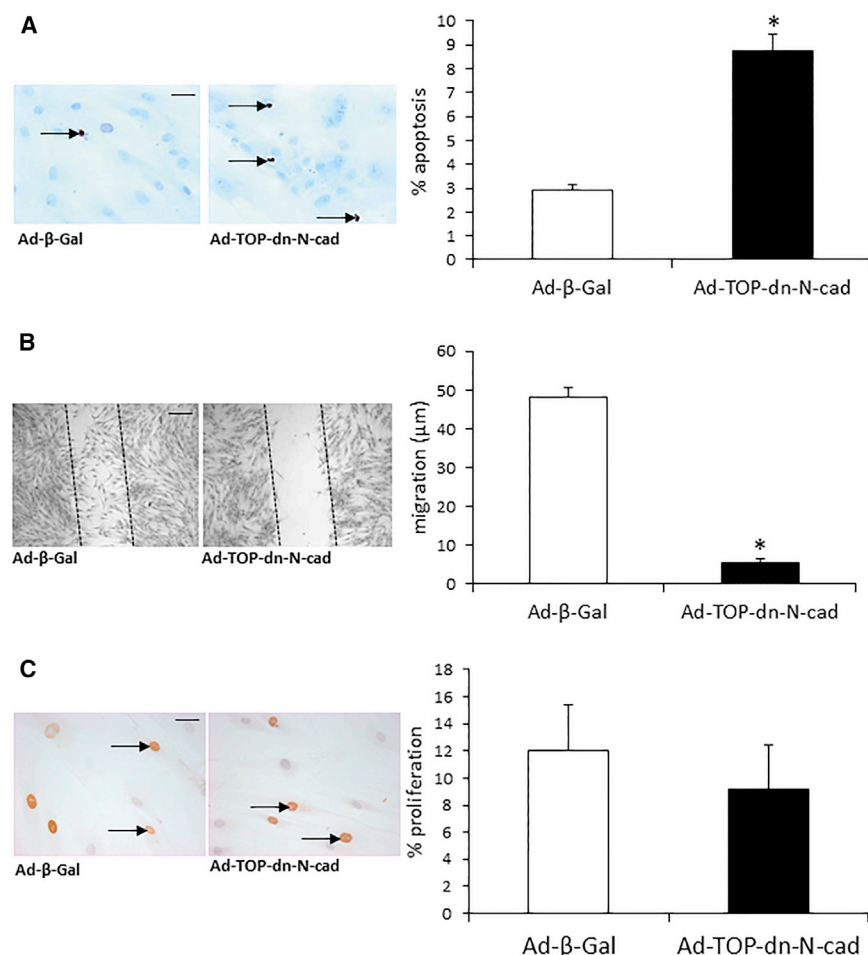 A
Ad-β-Gal
Ad-TOP-dn-N-cad
% apoptosis
10
9
8
7
6
5
4
3
2
1
0
*
Ad-β-Gal
Ad-TOP-dn-N-cad
B
Ad-β-Gal
Ad-TOP-dn-N-cad
migration (µm)
60
50
40
30
20
10
0
*
Ad-β-Gal
Ad-TOP-dn-N-cad
C
Ad-β-Gal
Ad-TOP-dn-N-cad
% proliferation
18
16
14
12
10
8
6
4
2
0
Ad-β-Gal
Ad-TOP-dn-N-cad